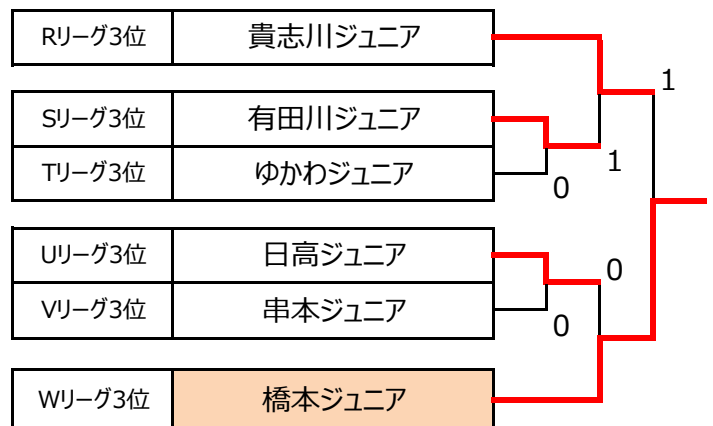 Rリーグ3位 貴志川ジュニア
1
Sリーグ3位 有田川ジュニア
1
Tリーグ3位 ゆかわジュニア
0
Uリーグ3位 日高ジュニア
0
Vリーグ3位 串本ジュニア
0
Wリーグ3位 橋本ジュニア